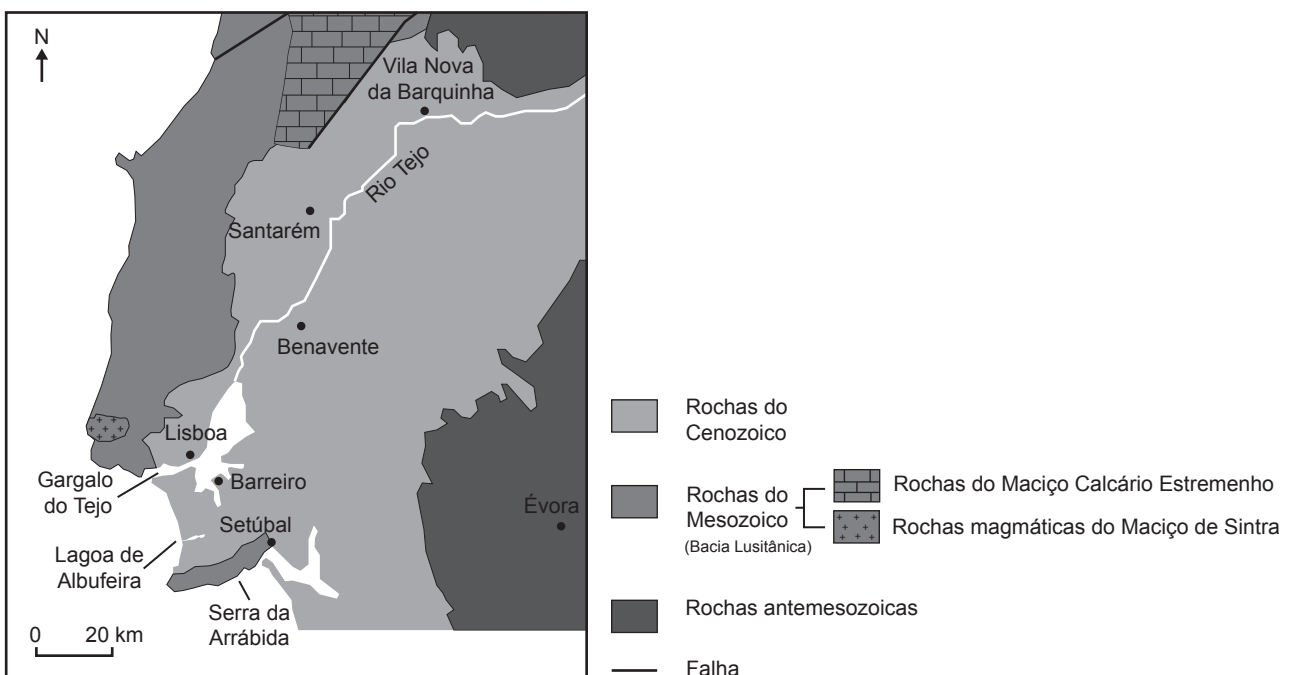 N
Vila Nova
da Barquinha
Rio Tejo
Santarém
Benavente
Lisboa
Gargalo
do Tejo
Barreiro
Évora
Setúbal
Lagoa de
Albufeira
Serra da
Arrábida
0 20 km
Rochas do
Cenozoico
Rochas do
Mesozoico
(Bacia Lusitânica)
Rochas do Maciço Calcário Estremenho
Rochas magmáticas do Maciço de Sintra
Rochas antemesozoicas
Falha